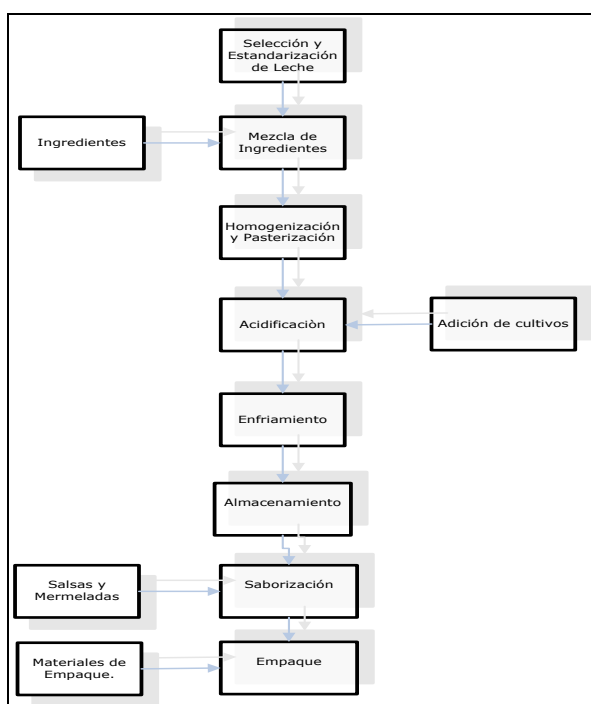 Selección y
Estandarización
de Leche
Ingredientes
Mezcla de
Ingredientes
Homogenización
y Pasterización
Acidificaciòn
Adición de cultivos
Enfriamiento
Almacenamiento
Salsas y
Mermeladas
Saborización
Materiales de
Empaque.
Empaque